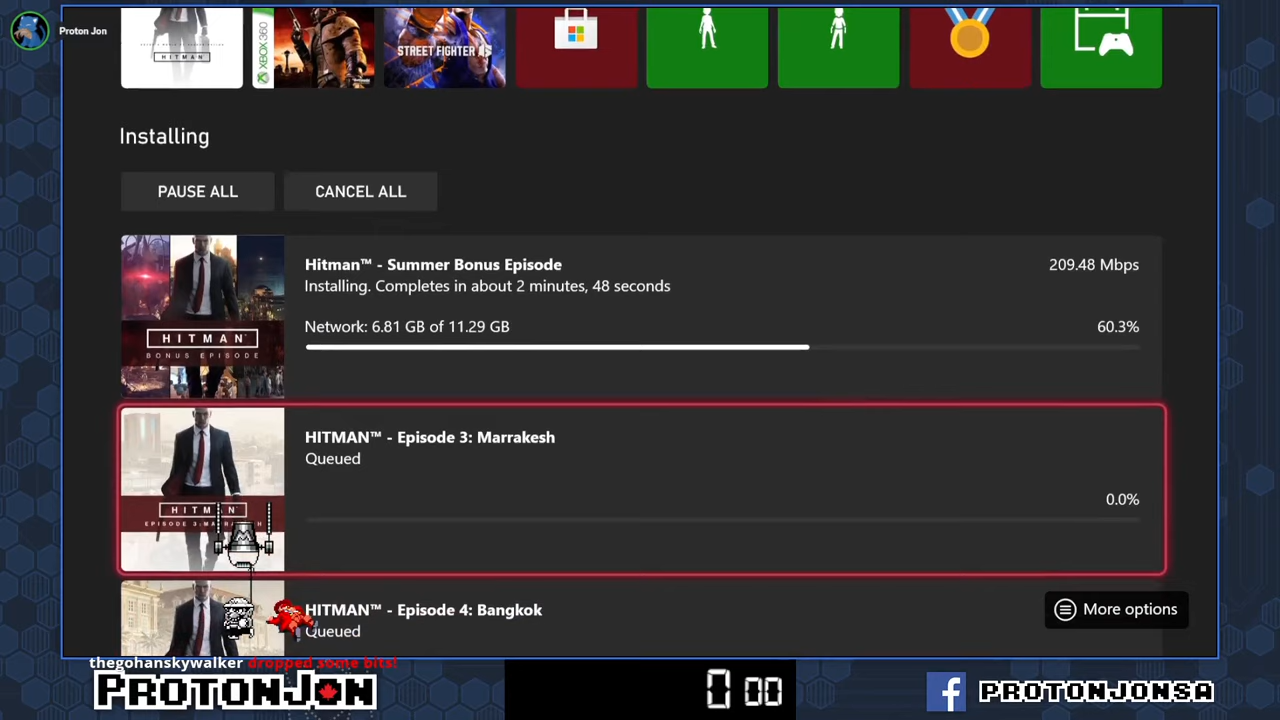 Proton Jon
HITMAN
XBOX 360
STREET FIGHTER 6
Installing
PAUSE ALL
CANCEL ALL
Hitman™ - Summer Bonus Episode
209.48 Mbps
Installing. Completes in about 2 minutes, 48 seconds
Network: 6.81 GB of 11.29 GB
60.3%
HITMAN
BONUS EPISODE
HITMAN™ - Episode 3: Marrakesh
Queued
0.0%
HITMAN
HITMAN™ - Episode 4: Bangkok
Queued
More options
thegohanskywalker dropped some bits!
PROTONJON
0 00
PROTONJONSA